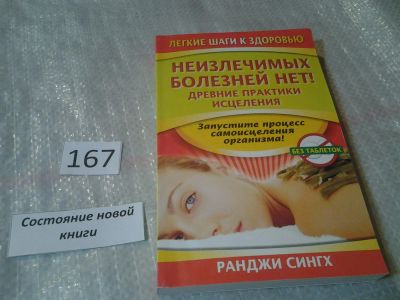 ЛЕГКИЕ ШАГИ К ЗДОРОВЬЮ
НЕИЗЛЕЧИМЫХ
БОЛЕЗНЕЙ НЕТ!
ДРЕВНИЕ ПРАКТИКИ
ИСЦЕЛЕНИЯ
Запустите процесс
самоисцеления
организма!
БЕЗ ТАБЛЕТОК
РАНДЖИ СИНГХ
167
Состояние новой
книги